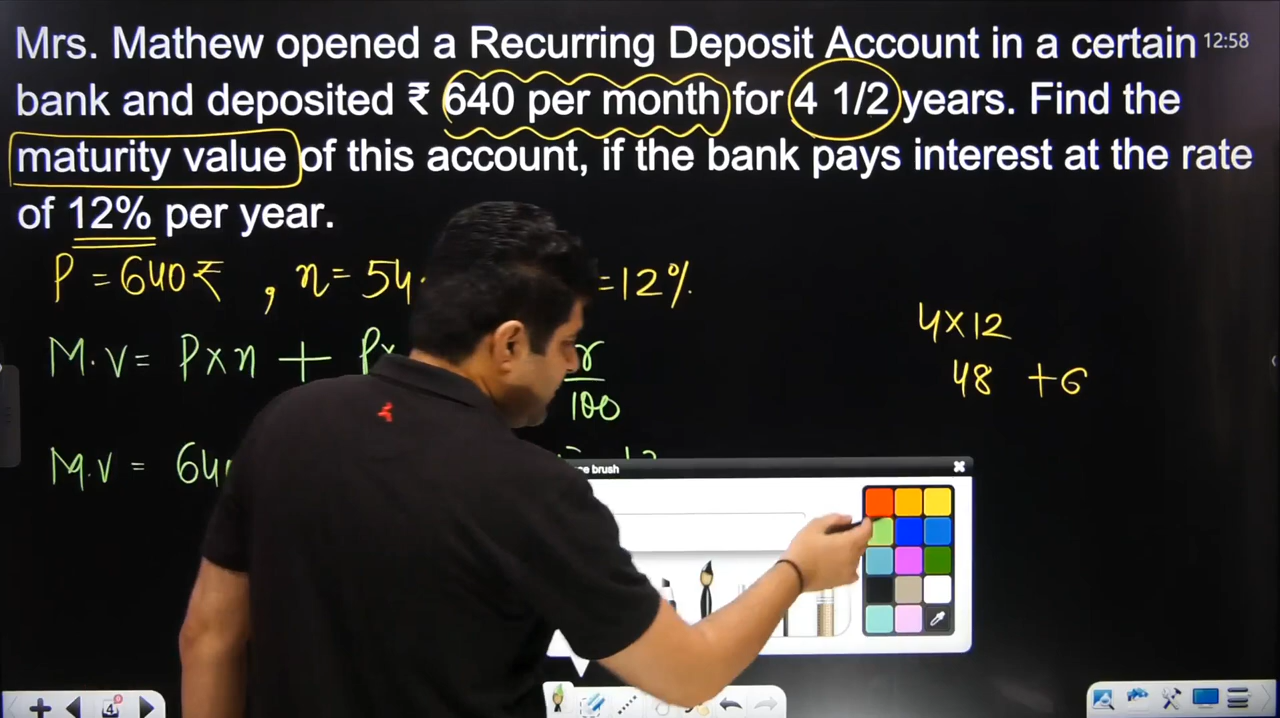 Mrs. Mathew opened a Recurring Deposit Account in a certain 12:58
bank and deposited ₹ 640 per month for 4 1/2 years. Find the
maturity value of this account, if the bank pays interest at the rate
of 12% per year.
P = 640 ₹ , n = 54 = 12%
4 × 12
M.V = P × n + P × r / 100
48 + 6
M.V = 64 12
brush
4